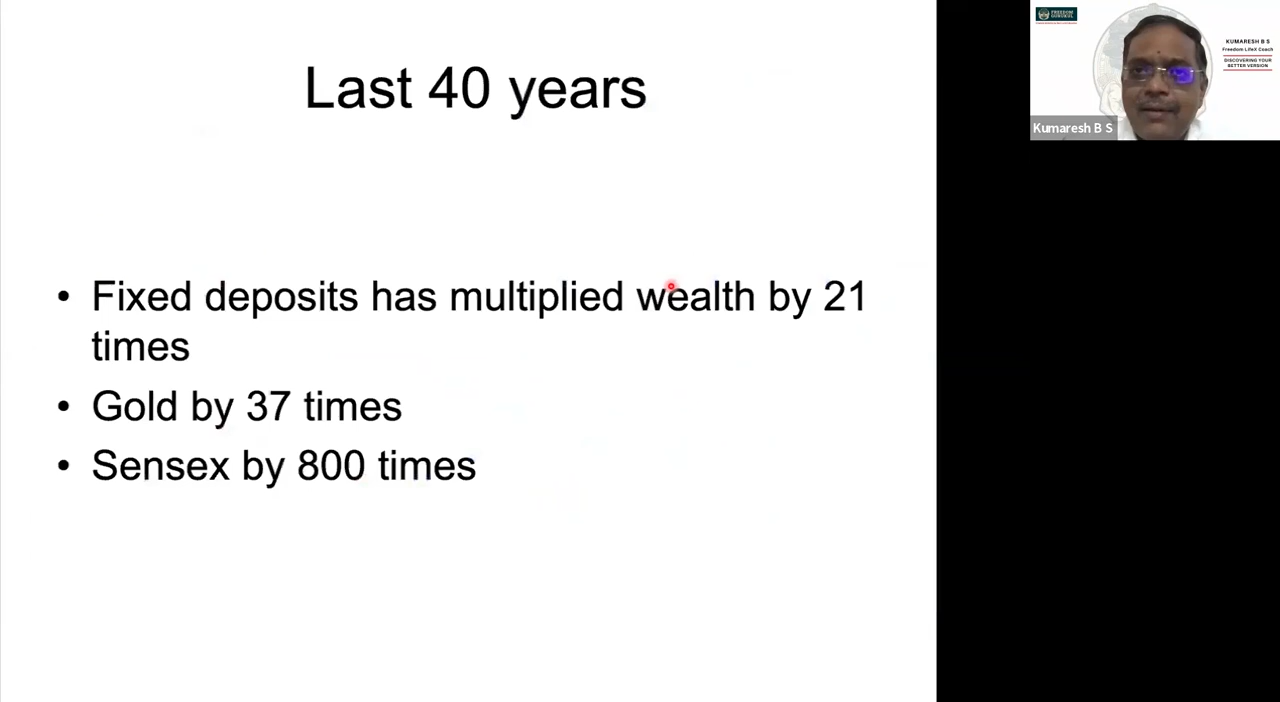 Last 40 years
• Fixed deposits has multiplied wealth by 21
times
• Gold by 37 times
• Sensex by 800 times
FREEDOM
KUMARESH B S
Freedom LifeX Coach
DISCOVERING YOUR
BETTER VERSION
Kumaresh B S